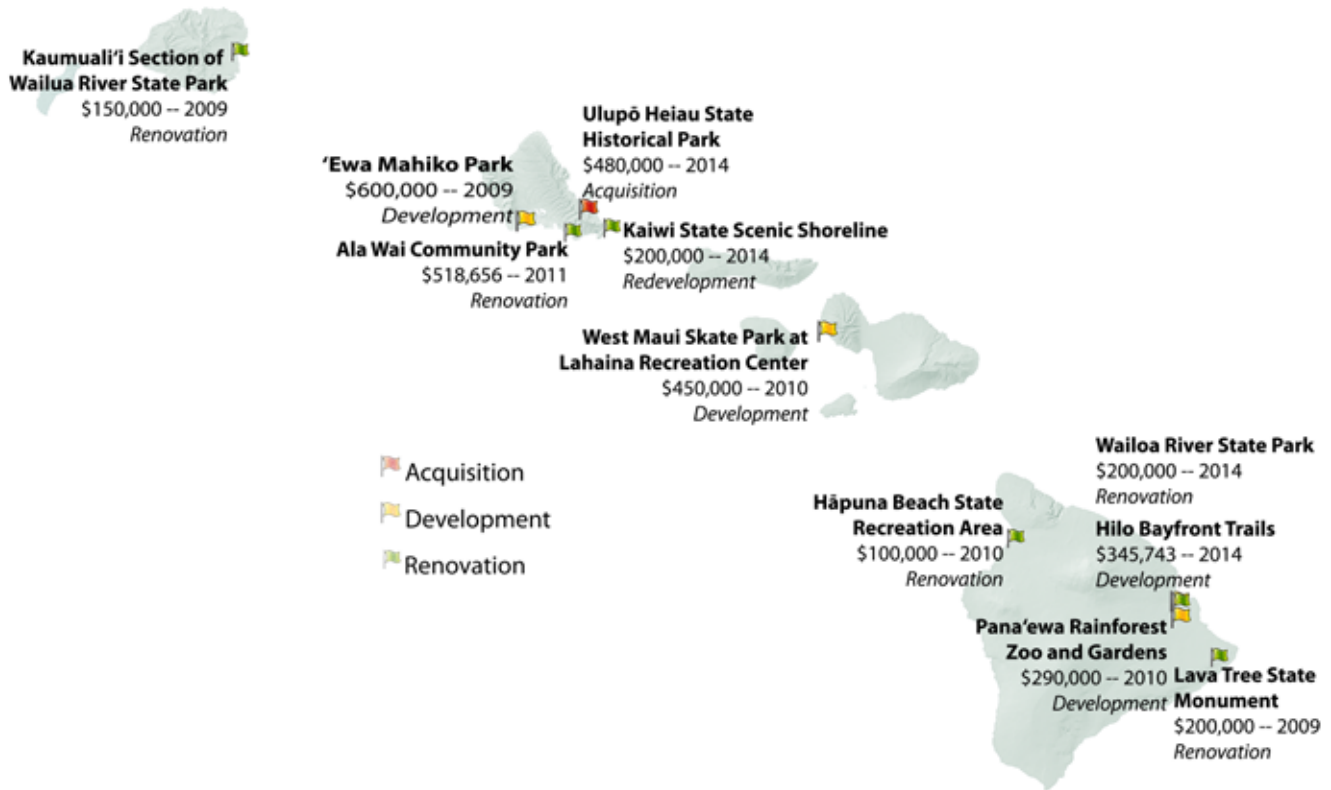 Kaumualiʻi Section of
Wailua River State Park
$150,000 -- 2009
Renovation
Ulupō Heiau State
Historical Park
$480,000 -- 2014
Acquisition
ʻEwa Mahiko Park
$600,000 -- 2009
Development
Kaiwi State Scenic Shoreline
$200,000 -- 2014
Redevelopment
Ala Wai Community Park
$518,656 -- 2011
Renovation
West Maui Skate Park at
Lahaina Recreation Center
$450,000 -- 2010
Development
Acquisition
Development
Renovation
Wailoa River State Park
$200,000 -- 2014
Renovation
Hāpuna Beach State
Recreation Area
$100,000 -- 2010
Renovation
Hilo Bayfront Trails
$345,743 -- 2014
Development
Panaʻewa Rainforest
Zoo and Gardens
$290,000 -- 2010
Development
Lava Tree State
Monument
$200,000 -- 2009
Renovation